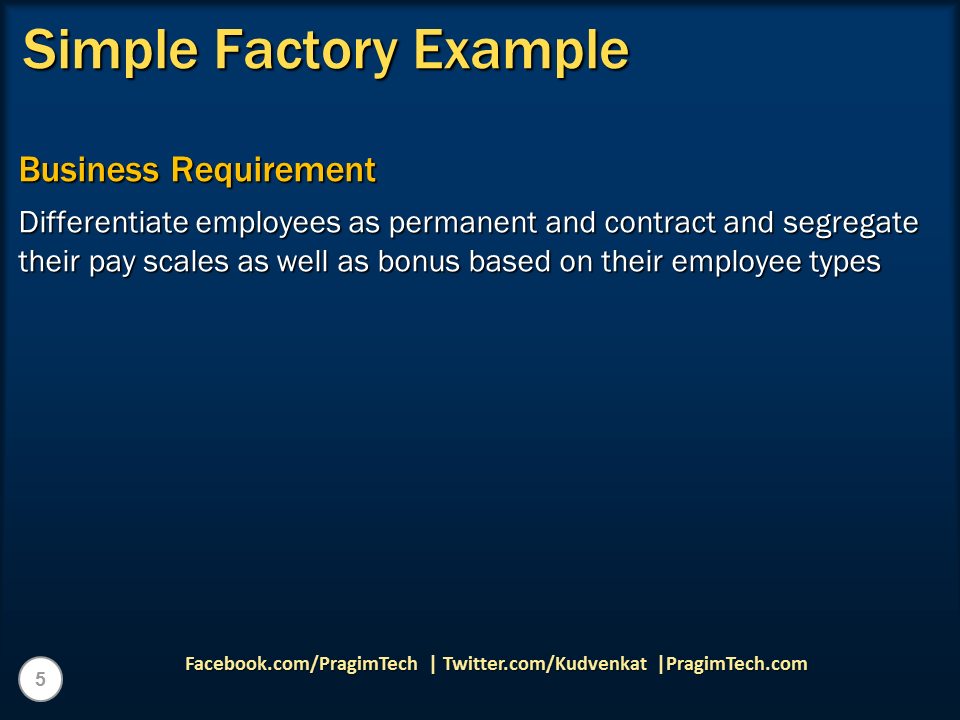 Simple Factory Example
Business Requirement
Differentiate employees as permanent and contract and segregate
their pay scales as well as bonus based on their employee types
5
Facebook.com/PragimTech | Twitter.com/Kudvenkat |PragimTech.com